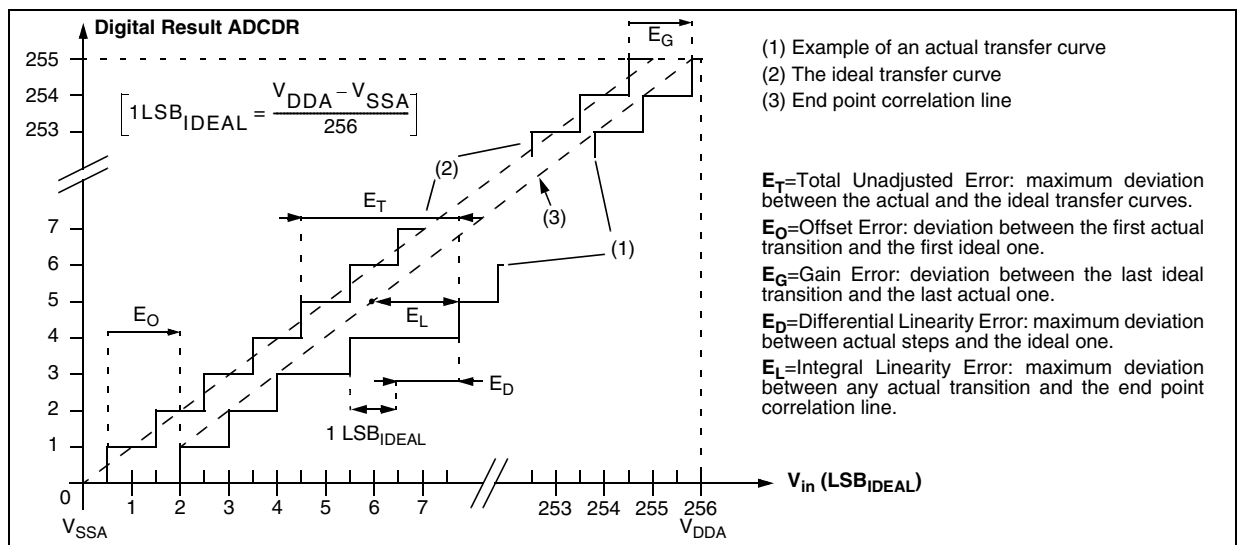 Digital Result ADCDR
E_G
255
254
253
[1LSB_IDEAL = (V_DDA – V_SSA) / 256]
(2)
(3)
(1)
E_T
7
6
5
4
3
2
1
0
E_O
E_L
E_D
1 LSB_IDEAL
1 2 3 4 5 6 7 253 254 255 256
V_SSA
V_DDA
V_in (LSB_IDEAL)
(1) Example of an actual transfer curve
(2) The ideal transfer curve
(3) End point correlation line
E_T=Total Unadjusted Error: maximum deviation
between the actual and the ideal transfer curves.
E_O=Offset Error: deviation between the first actual
transition and the first ideal one.
E_G=Gain Error: deviation between the last ideal
transition and the last actual one.
E_D=Differential Linearity Error: maximum deviation
between actual steps and the ideal one.
E_L=Integral Linearity Error: maximum deviation
between any actual transition and the end point
correlation line.